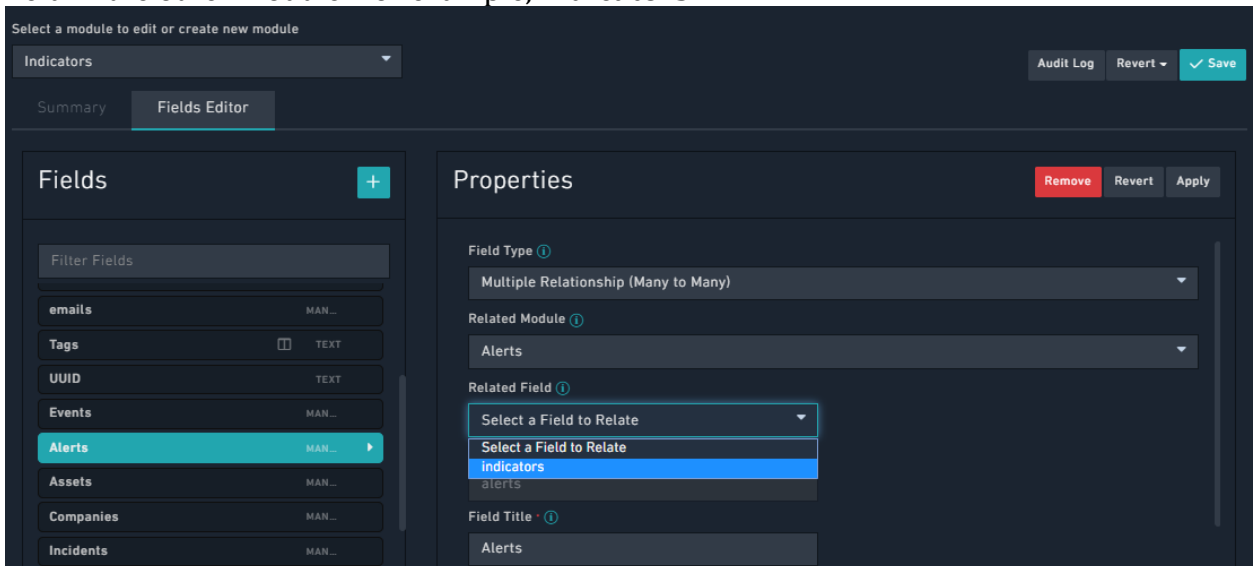 Select a module to edit or create new module
Indicators
Audit Log Revert Save
Summary Fields Editor
Fields
+
Properties
Remove Revert Apply
Filter Fields
emails MAN...
Tags TEXT
UUID TEXT
Events MAN...
Alerts MAN...
Assets MAN...
Companies MAN...
Incidents MAN...
Field Type
Multiple Relationship (Many to Many)
Related Module
Alerts
Related Field
Select a Field to Relate
Select a Field to Relate
indicators
alerts
Field Title *
Alerts